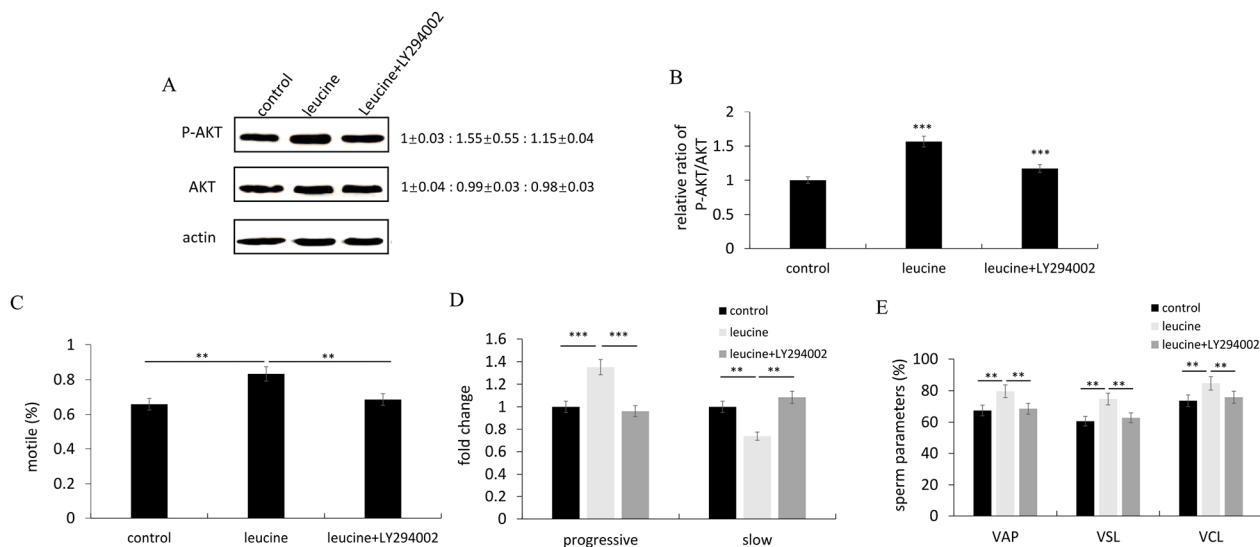 A
control
leucine
Leucine+LY294002
P-AKT
1±0.03 : 1.55±0.55 : 1.15±0.04
AKT
1±0.04 : 0.99±0.03 : 0.98±0.03
actin
B
relative ratio of
P-AKT/AKT
2
1.5
1
0.5
0
***
***
control
leucine
leucine+LY294002
C
motile (%)
1
0.8
0.6
0.4
0.2
0
**
**
control
leucine
leucine+LY294002
D
control
leucine
leucine+LY294002
fold change
1.6
1.4
1.2
1
0.8
0.6
0.4
0.2
0
***
***
**
**
progressive
slow
E
control
leucine
leucine+LY294002
sperm parameters (%)
100
80
60
40
20
0
**
**
**
**
**
**
VAP
VSL
VCL